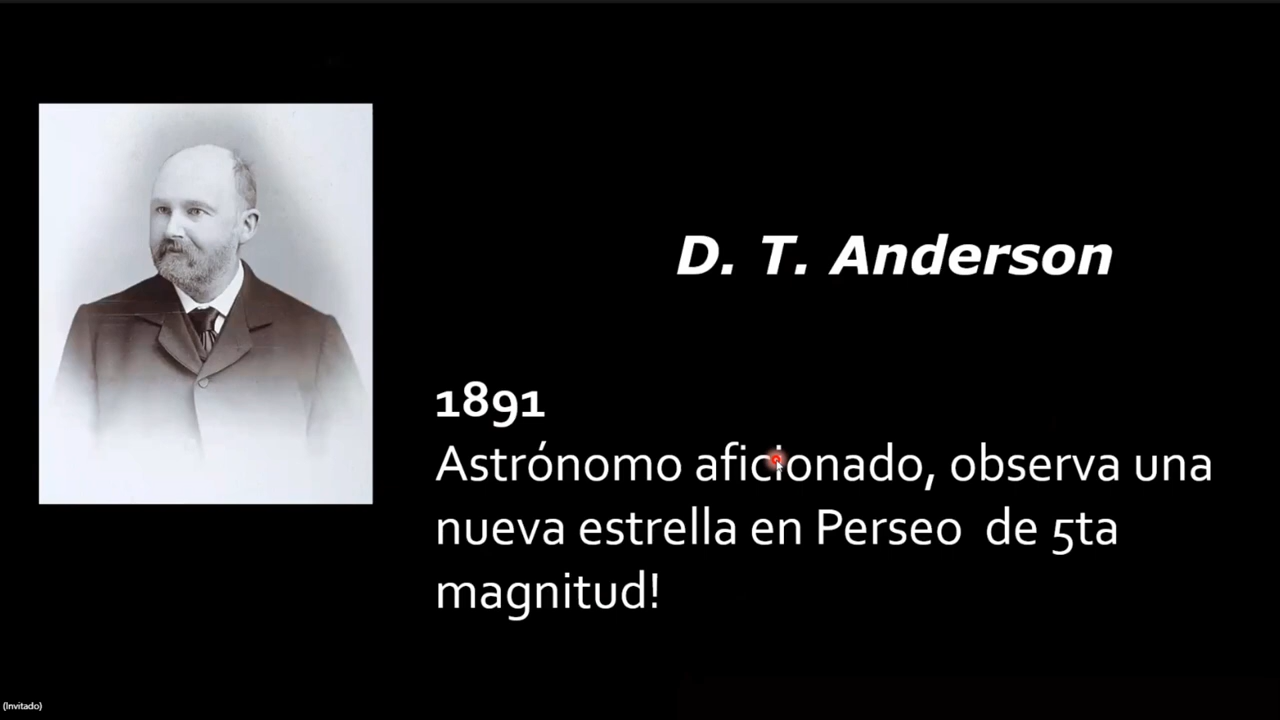 D. T. Anderson
1891
Astrónomo aficionado, observa una
nueva estrella en Perseo de 5ta
magnitud!
(Invitado)